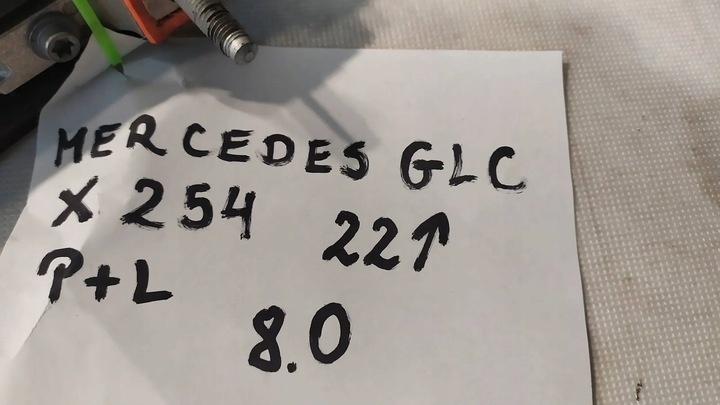 MERCEDES GLC
X 254 22↑
P+L
8.0